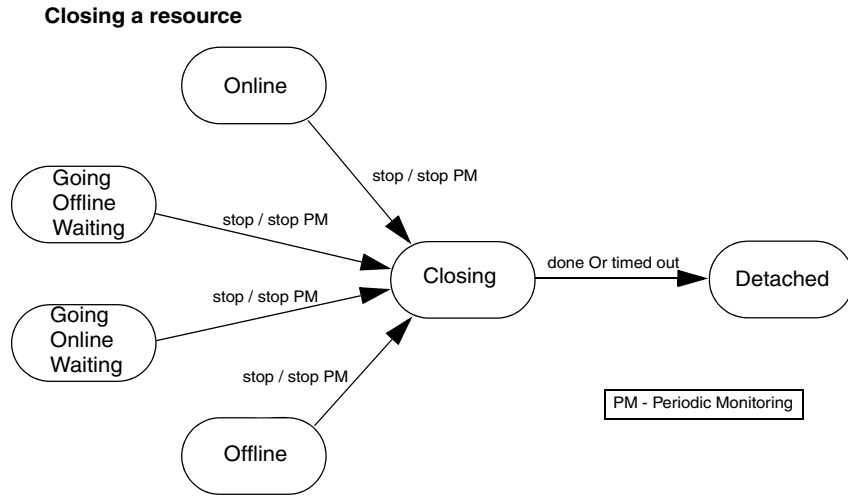 Closing a resource
Online
stop / stop PM
Going
Offline
Waiting
stop / stop PM
Closing
done Or timed out
Detached
stop / stop PM
Going
Online
Waiting
stop / stop PM
PM - Periodic Monitoring
Offline